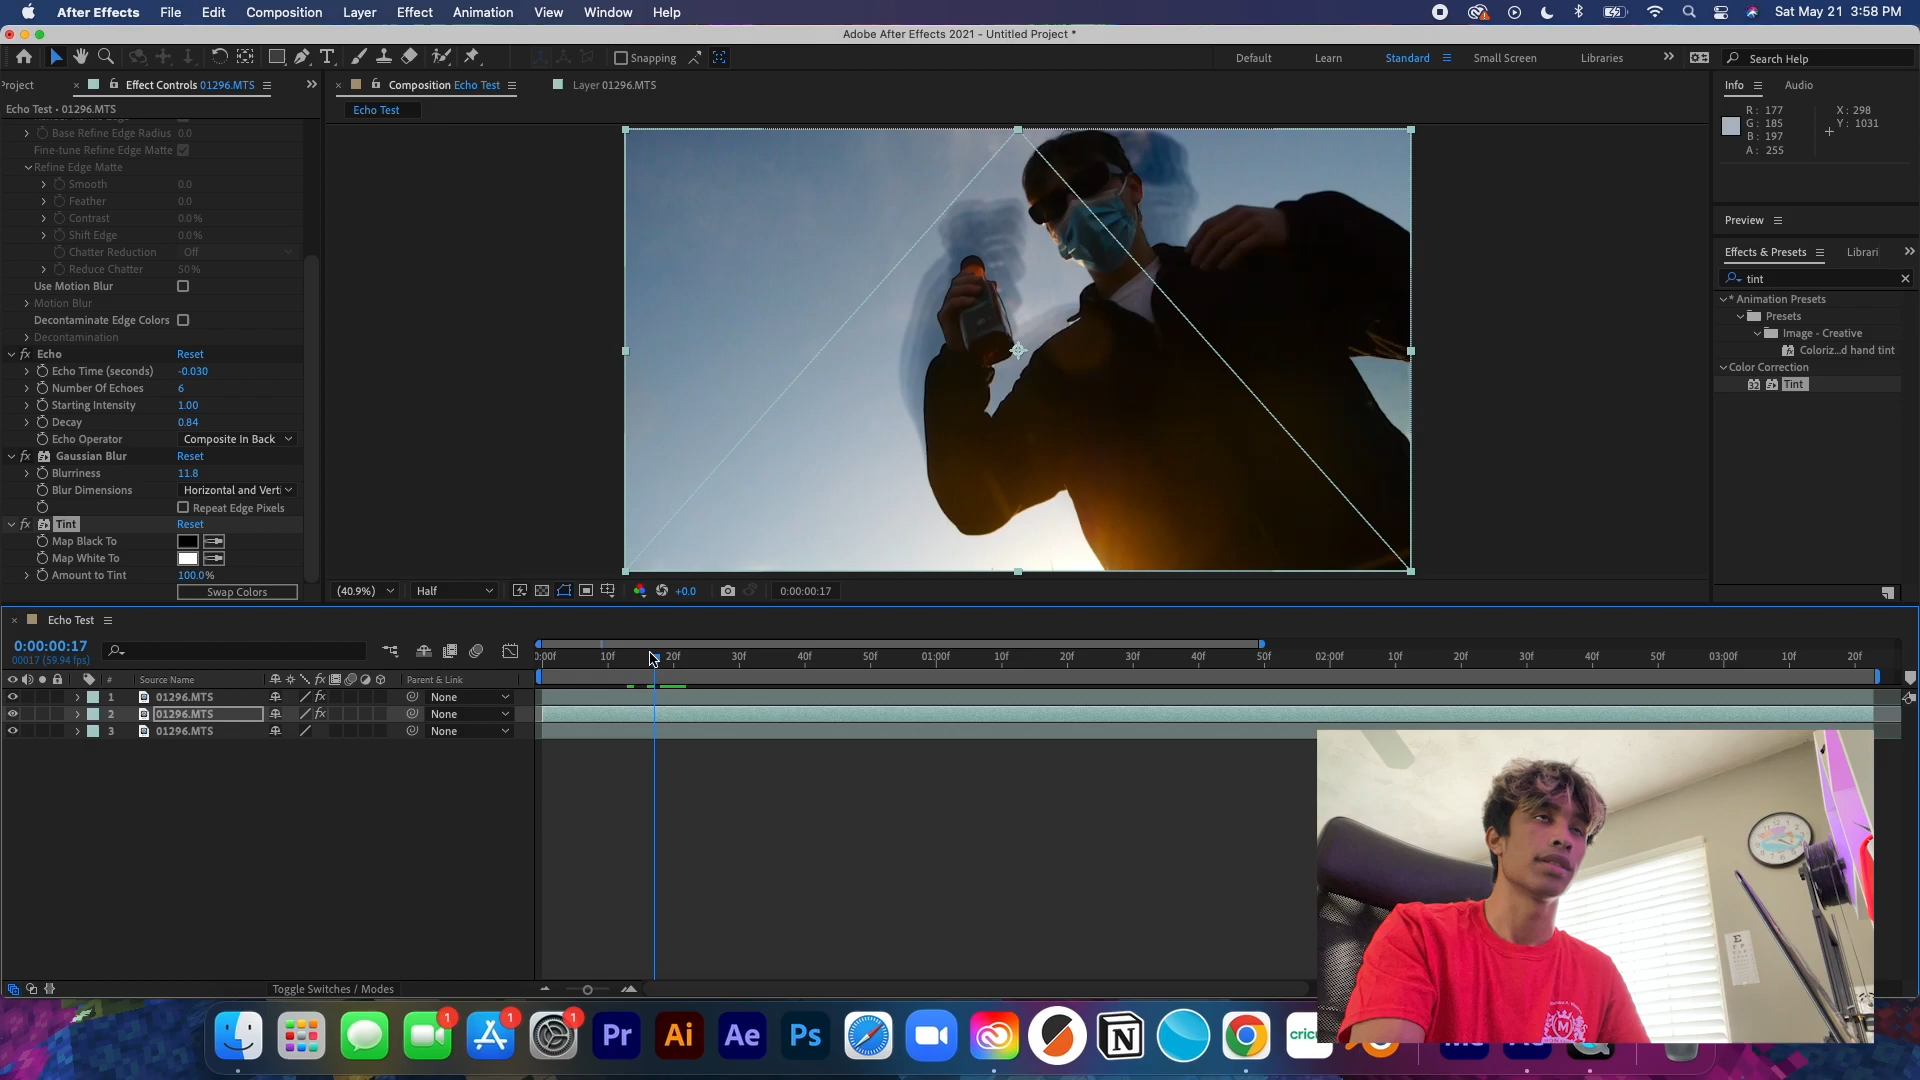 After Effects File Edit Composition Layer Effect Animation View Window Help Sat May 21 3:58 PM
Adobe After Effects 2021 - Untitled Project *
Snapping Default Learn Standard Small Screen Libraries Search Help
Project Effect Controls 01296.MTS Composition Echo Test Layer 01296.MTS Info Audio
Echo Test • 01296.MTS Echo Test
R: 177 X: 298
G: 185 Y: 1031
B: 197
A: 255
Base Refine Edge Radius 0.0
Fine-tune Refine Edge Matte
Refine Edge Matte
Smooth 0.0
Feather 0.0
Contrast 0.0%
Shift Edge 0.0%
Chatter Reduction Off
Reduce Chatter 50%
Use Motion Blur
Motion Blur
Decontaminate Edge Colors
Decontamination
Echo Reset
Echo Time (seconds) -0.030
Number Of Echoes 6
Starting Intensity 1.00
Decay 0.84
Echo Operator Composite In Back
Gaussian Blur Reset
Blurriness 11.8
Blur Dimensions Horizontal and Verti
Repeat Edge Pixels
Tint Reset
Map Black To
Map White To
Amount to Tint 100.0%
Swap Colors
Preview
Effects & Presets Librari
tint
* Animation Presets
Presets
Image - Creative
Coloriz...d hand tint
Color Correction
32 Tint
(40.9%) Half +0.0 0:00:00:17
Echo Test
0:00:00:17
00017 (59.94 fps)
0:00f 10f 20f 30f 40f 50f 01:00f 10f 20f 30f 40f 50f 02:00f 10f 20f 30f 40f 50f 03:00f 10f 20f
# Source Name Parent & Link
1 01296.MTS None
2 01296.MTS None
3 01296.MTS None
Toggle Switches / Modes
1 1 1
Pr Ai Ae Ps cric
E
M